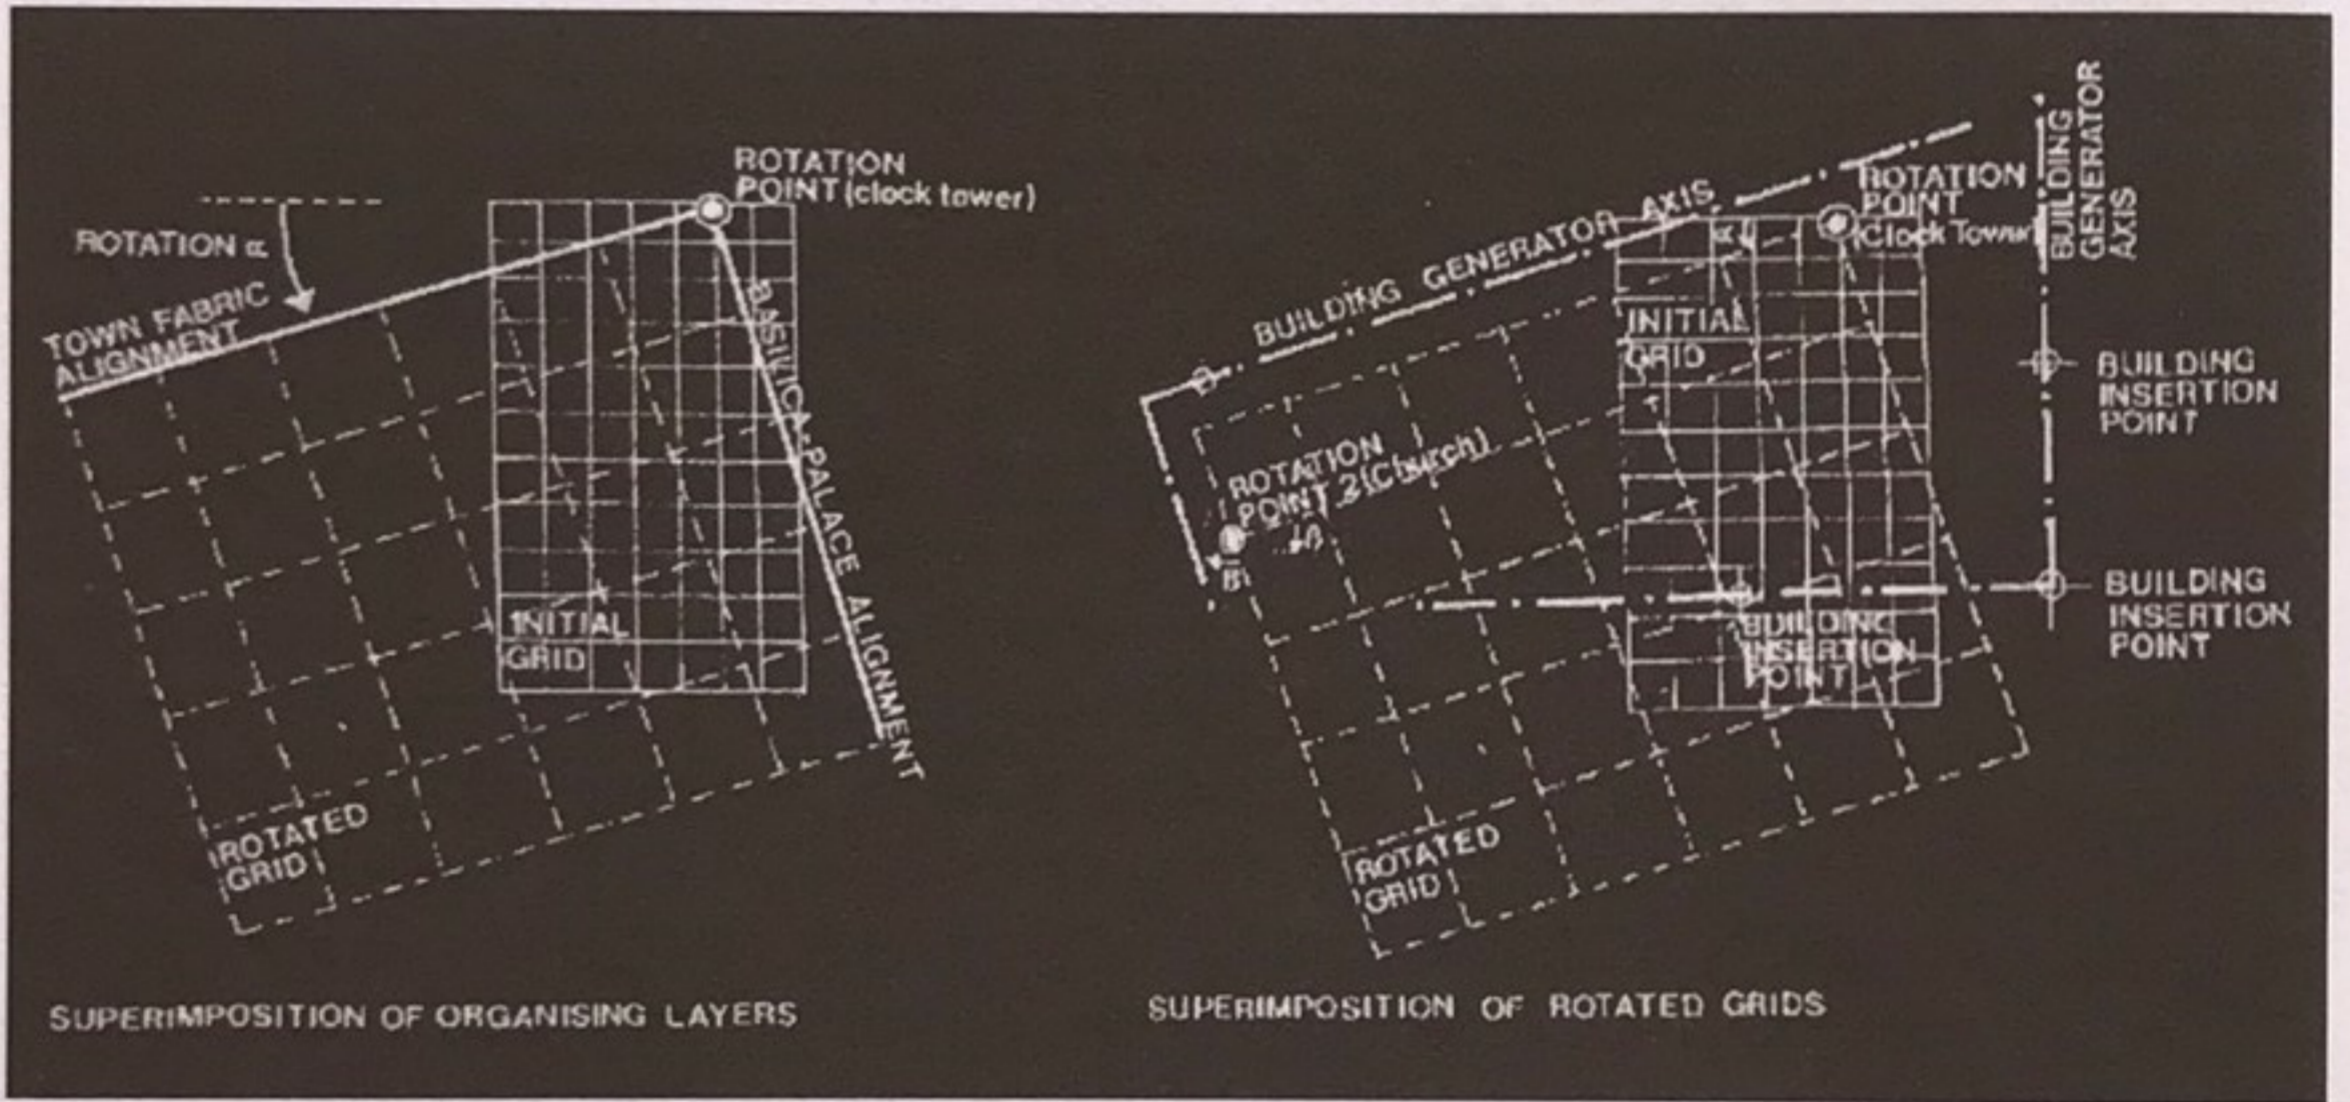 ROTATION
POINT (clock tower)
ROTATION α
TOWN FABRIC
ALIGNMENT
BASILICA-PALACE ALIGNMENT
INITIAL
GRID
ROTATED
GRID
SUPERIMPOSITION OF ORGANISING LAYERS
BUILDING GENERATOR AXIS
ROTATION
POINT
(Clock Tower)
α
BUILDING
GENERATOR
AXIS
INITIAL
GRID
BUILDING
INSERTION
POINT
ROTATION
POINT 2 (Church)
B
BUILDING
INSERTION
POINT
BUILDING
INSERTION
POINT
ROTATED
GRID
SUPERIMPOSITION OF ROTATED GRIDS